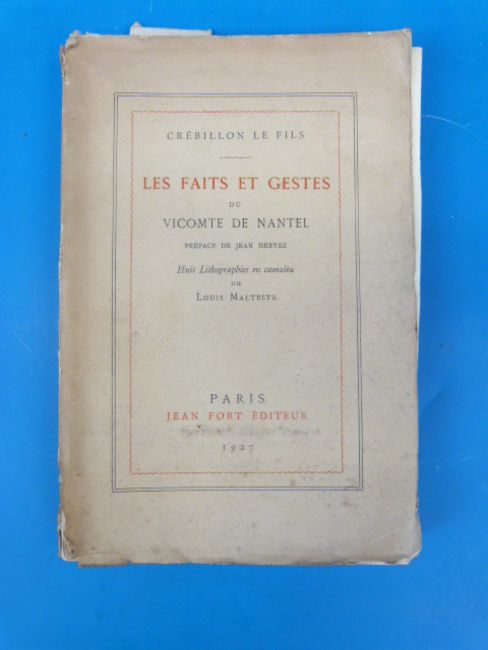 CRÉBILLON LE FILS
LES FAITS ET GESTES
DU
VICOMTE DE NANTEL
PRÉFACE DE JEAN HERVEZ
Huit Lithographies en camaïeu
DE
LOUIS MALTESTE
PARIS
JEAN FORT ÉDITEUR
1927